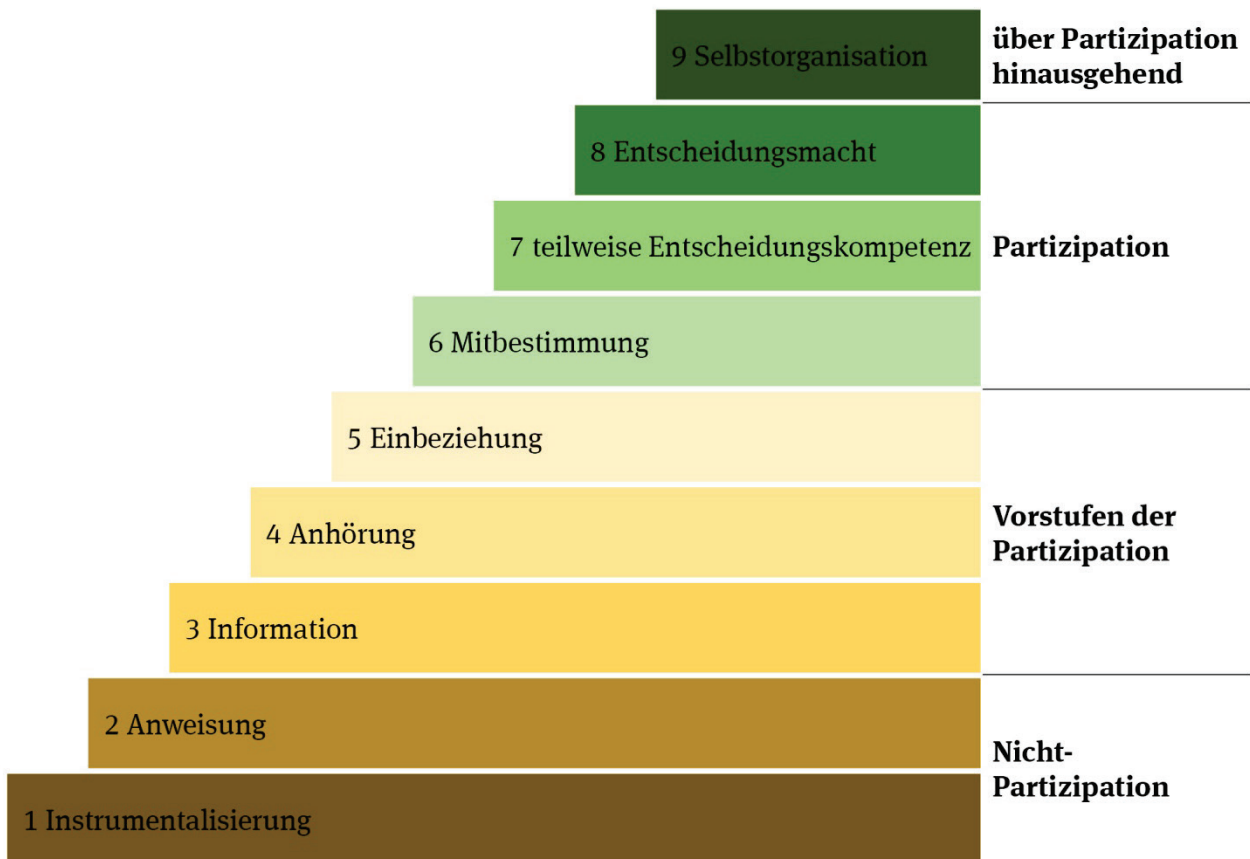 9 Selbstorganisation
über Partizipation
hinausgehend
8 Entscheidungsmacht
7 teilweise Entscheidungskompetenz
Partizipation
6 Mitbestimmung
5 Einbeziehung
4 Anhörung
Vorstufen der
Partizipation
3 Information
2 Anweisung
Nicht-
Partizipation
1 Instrumentalisierung